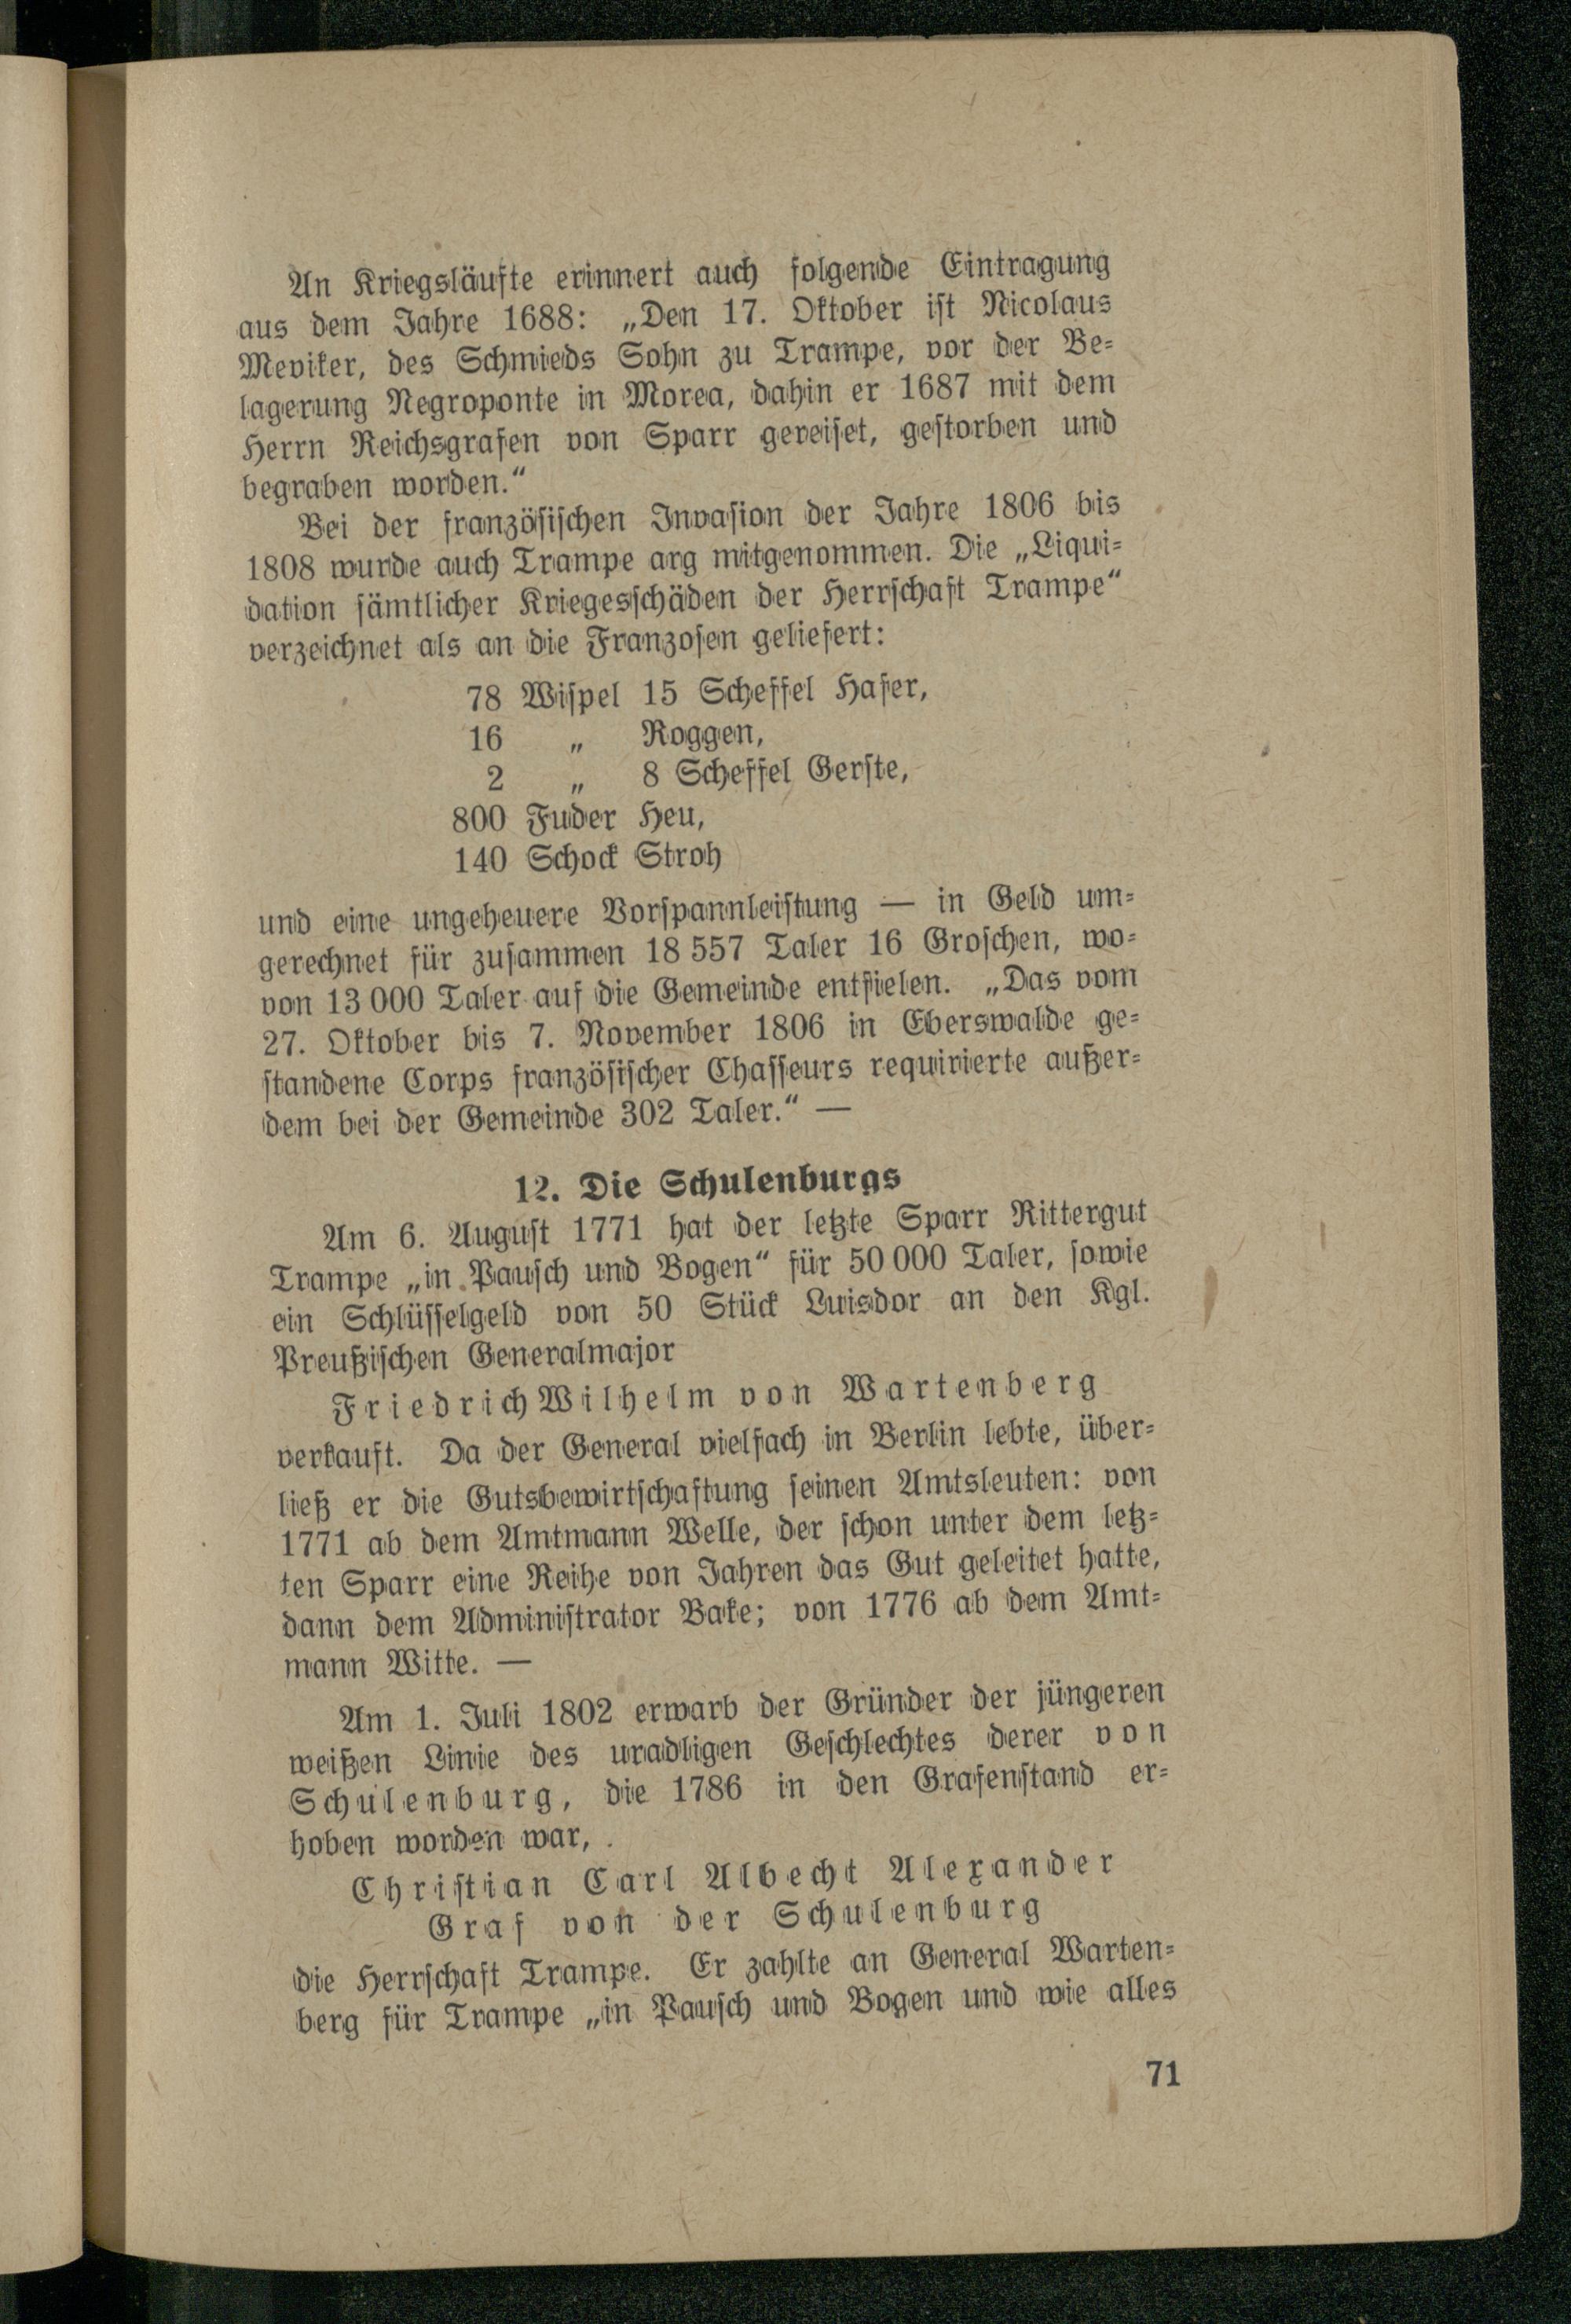 An Kriegsläufte erinnert auch folgende Eintragung
aus dem Jahre 1688: „Den 17. Oktober ist Nicolaus
Meviker, des Schmieds Sohn zu Trampe, vor der Be-
lagerung Negroponte in Morea, dahin er 1687 mit dem
Herrn Reichsgrafen von Sparr gereiset, gestorben und
begraben worden.“
Bei der französischen Invasion der Jahre 1806 bis
1808 wurde auch Trampe arg mitgenommen. Die „Liqui-
dation sämtlicher Kriegesschäden der Herrschaft Trampe“
verzeichnet als an die Franzosen geliefert:
78 Wispel 15 Scheffel Hafer,
16 „ Roggen,
2 „ 8 Scheffel Gerste,
800 Fuder Heu,
140 Schock Stroh
und eine ungeheuere Vorspannleistung — in Geld um-
gerechnet für zusammen 18 557 Taler 16 Groschen, wo-
von 13 000 Taler auf die Gemeinde entfielen. „Das vom
27. Oktober bis 7. November 1806 in Eberswalde ge-
standene Corps französischer Chasseurs requirierte außer-
dem bei der Gemeinde 302 Taler.“ —
12. Die Schulenburgs
Am 6. August 1771 hat der letzte Sparr Rittergut
Trampe „in Pausch und Bogen“ für 50 000 Taler, sowie
ein Schlüsselgeld von 50 Stück Luisdor an den Kgl.
Preußischen Generalmajor
Friedrich Wilhelm von Wartenberg
verkauft. Da der General vielfach in Berlin lebte, über-
ließ er die Gutsbewirtschaftung seinen Amtsleuten: von
1771 ab dem Amtmann Welle, der schon unter dem letz-
ten Sparr eine Reihe von Jahren das Gut geleitet hatte,
dann dem Administrator Bake; von 1776 ab dem Amt-
mann Witte. —
Am 1. Juli 1802 erwarb der Gründer der jüngeren
weißen Linie des uradligen Geschlechtes derer von
Schulenburg, die 1786 in den Grafenstand er-
hoben worden war,
Christian Carl Albecht Alexander
Graf von der Schulenburg
die Herrschaft Trampe. Er zahlte an General Warten-
berg für Trampe „in Pausch und Bogen und wie alles
71